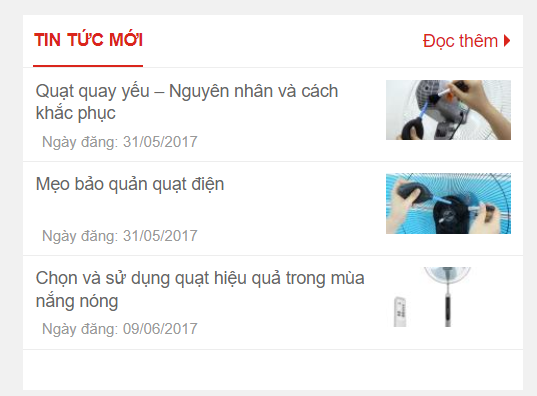 TIN TỨC MỚI
Đọc thêm
Quạt quay yếu – Nguyên nhân và cách
khắc phục
Ngày đăng: 31/05/2017
Mẹo bảo quản quạt điện
Ngày đăng: 31/05/2017
Chọn và sử dụng quạt hiệu quả trong mùa
nắng nóng
Ngày đăng: 09/06/2017